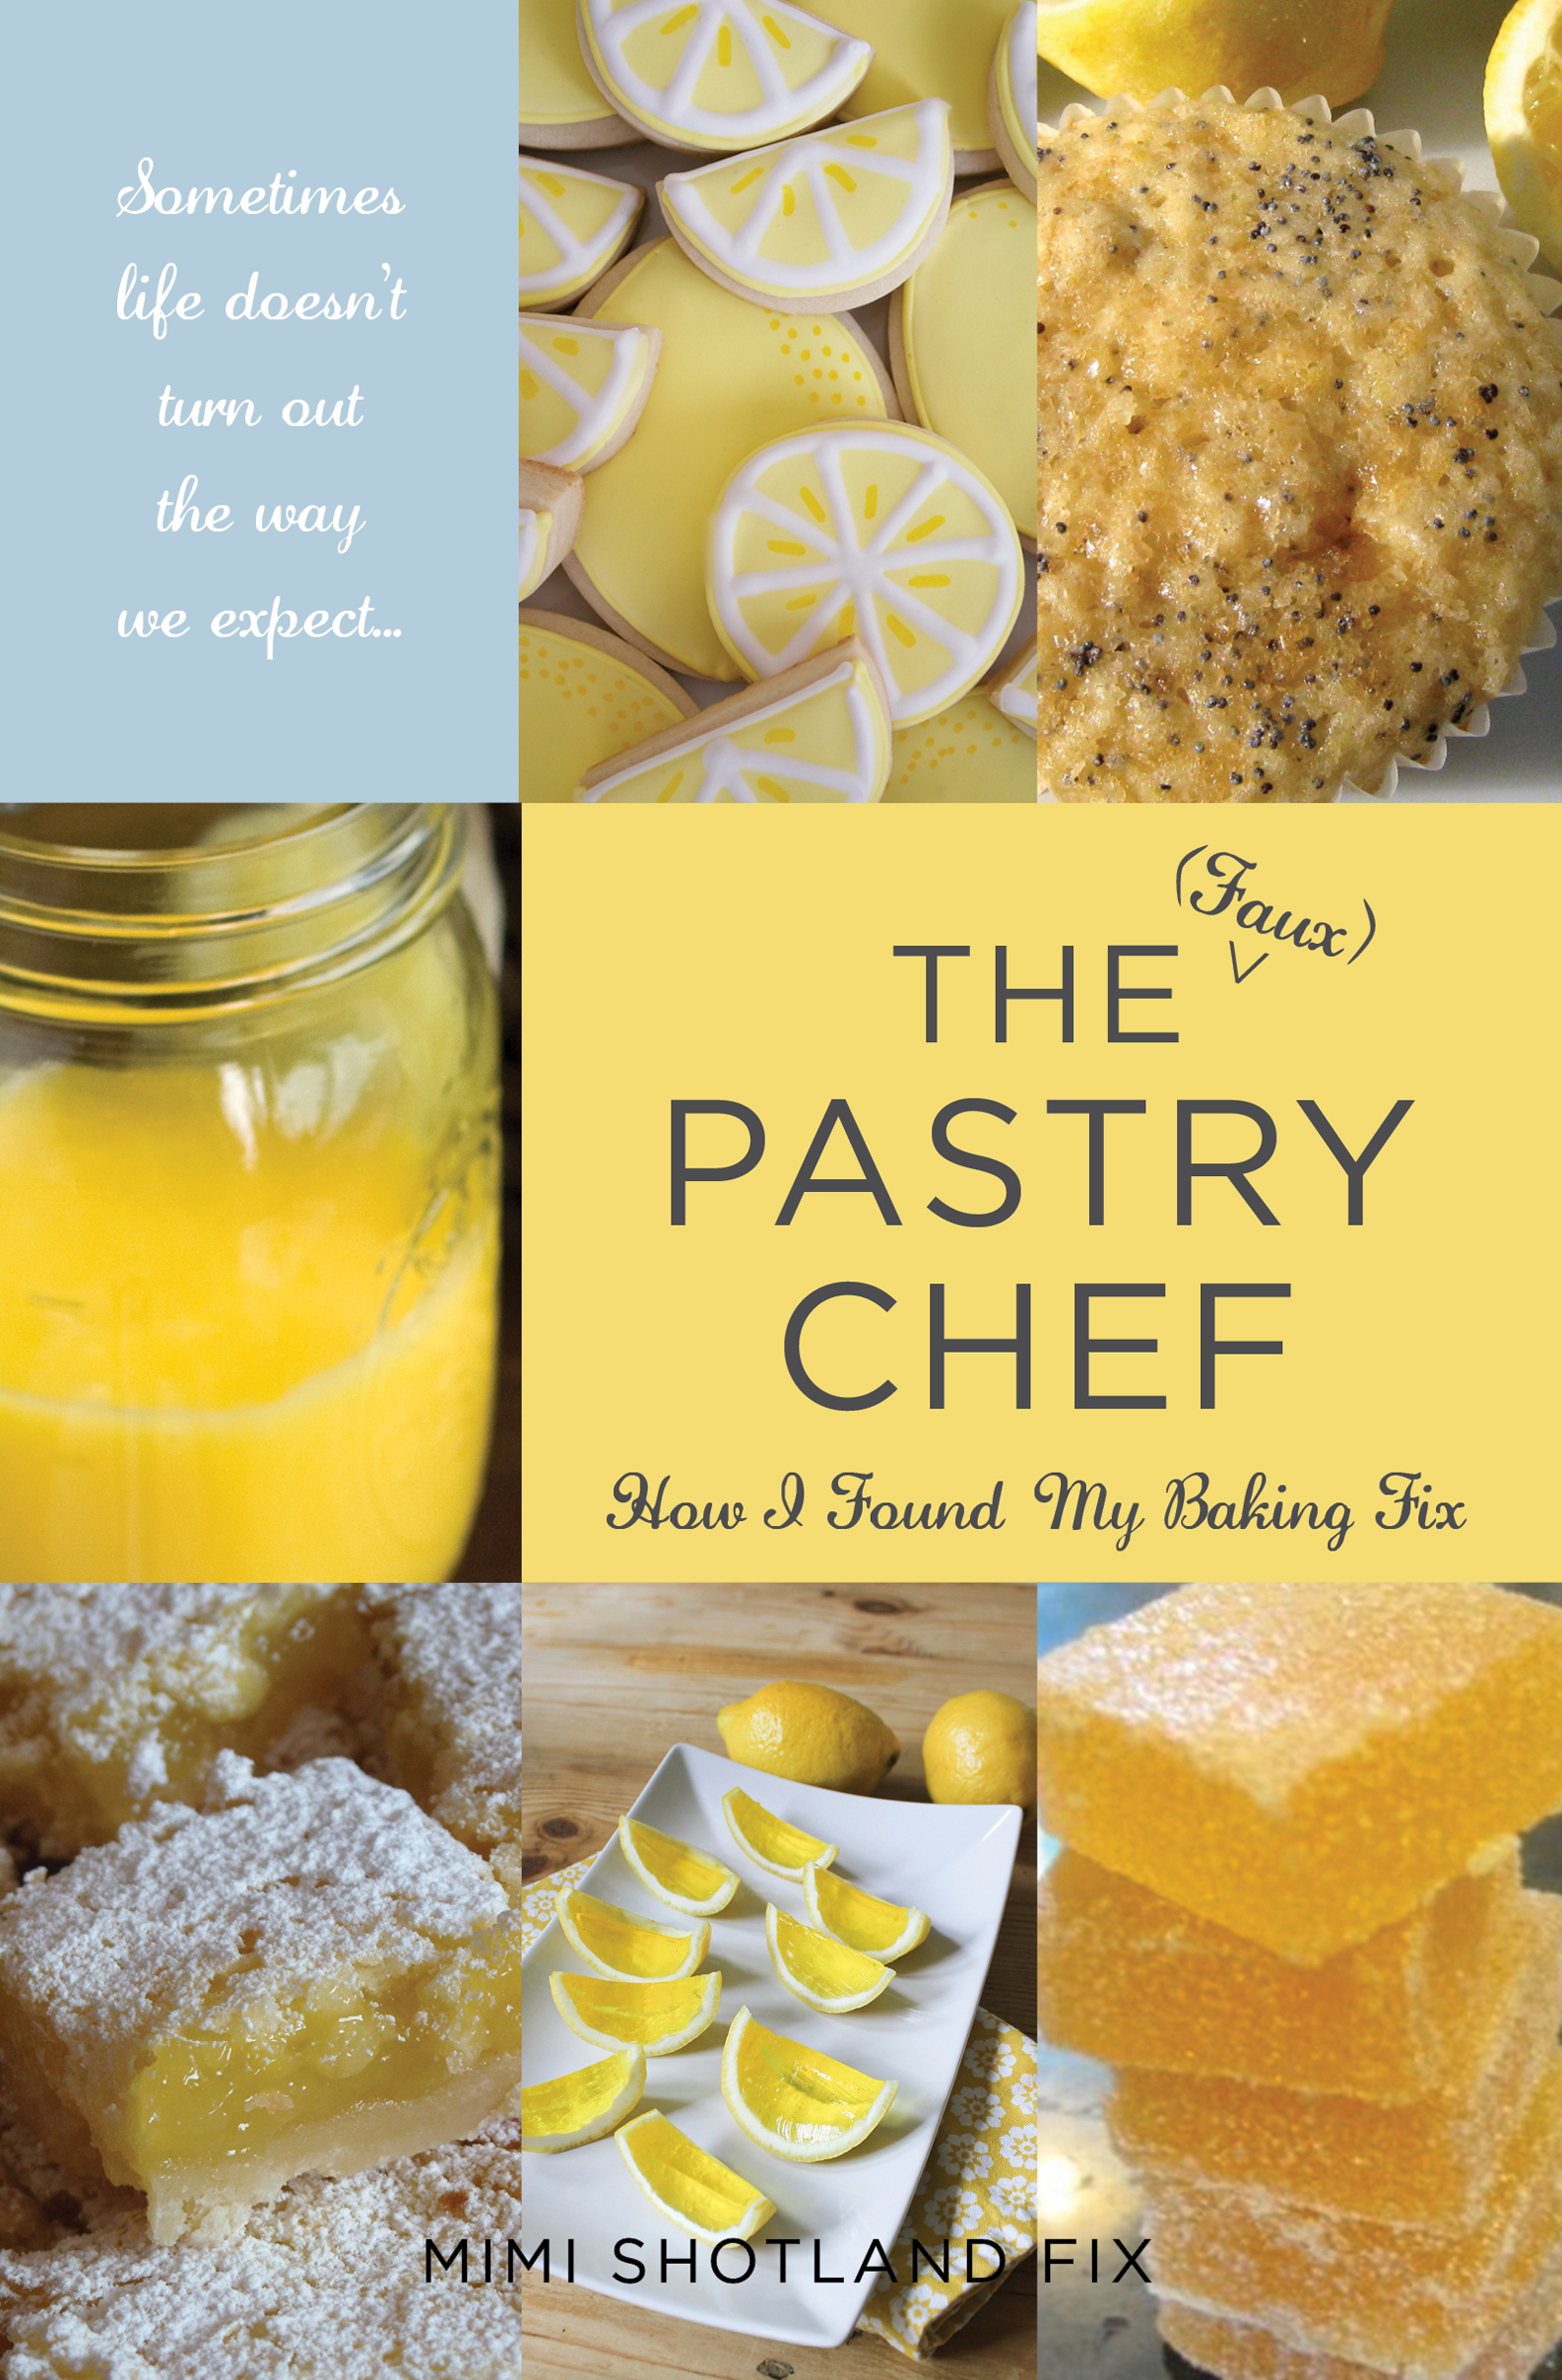 Sometimes
life doesn't
turn out
the way
we expect...
(Faux)
THE
PASTRY
CHEF
How I Found My Baking Fix
MIMI SHOTLAND FIX